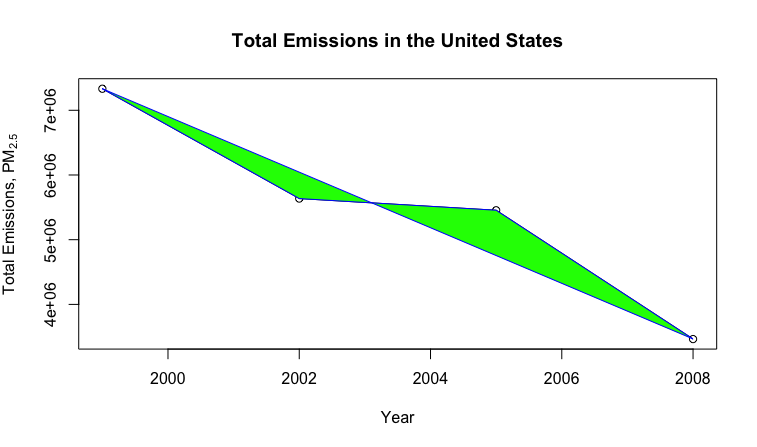 Total Emissions in the United States
Total Emissions, PM2.5
7e+06
6e+06
5e+06
4e+06
2000 2002 2004 2006 2008
Year